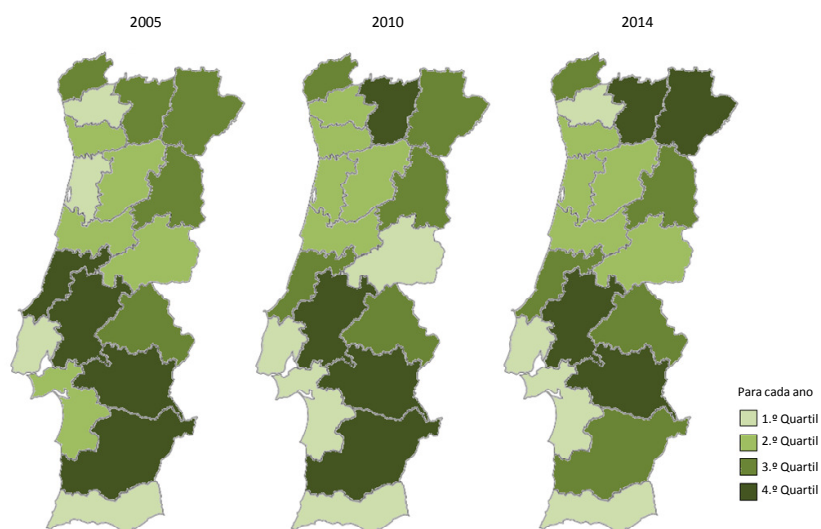 2005
2010
2014
Para cada ano
1.º Quartil
2.º Quartil
3.º Quartil
4.º Quartil